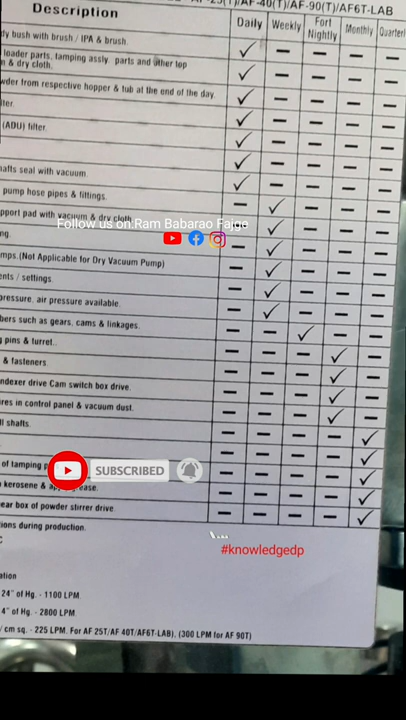 AF-40(T)/AF-90(T)/AF6T-LAB
Description Daily Weekly Fort Nightly Monthly
dy bush with brush / IPA & brush. ✓ — — —
loader parts, tamping assly parts and other top ✓ — — —
& dry cloth.
wder from respective hopper & tub at the end of the day. ✓ — — —
lter. ✓ — — —
(ADU) filter. ✓ — — —
✓ — — —
afts seal with vacuum. ✓ — — —
pump hose pipes & fittings. — ✓ — —
pport pad with vacuum & dry cloth
Follow us on:Ram Babarao Faige
ng.
mps.(Not Applicable for Dry Vacuum Pump)
nts / settings.
pressure, air pressure available.
bers such as gears, cams & linkages.
pins & turret..
& fasteners.
ndexer drive Cam switch box drive.
res in control panel & vacuum dust.
ll shafts.
of tamping
SUBSCRIBED
kerosene &
ear box of powder stirrer drive.
ions during production.
#knowledgedp
ation
24" of Hg. - 1100 LPM
4" of Hg. - 2800 LPM
/ cm sq. - 225 LPM. For AF 25T/AF 40T/AF6T-LAB), (300 LPM for AF 90T)